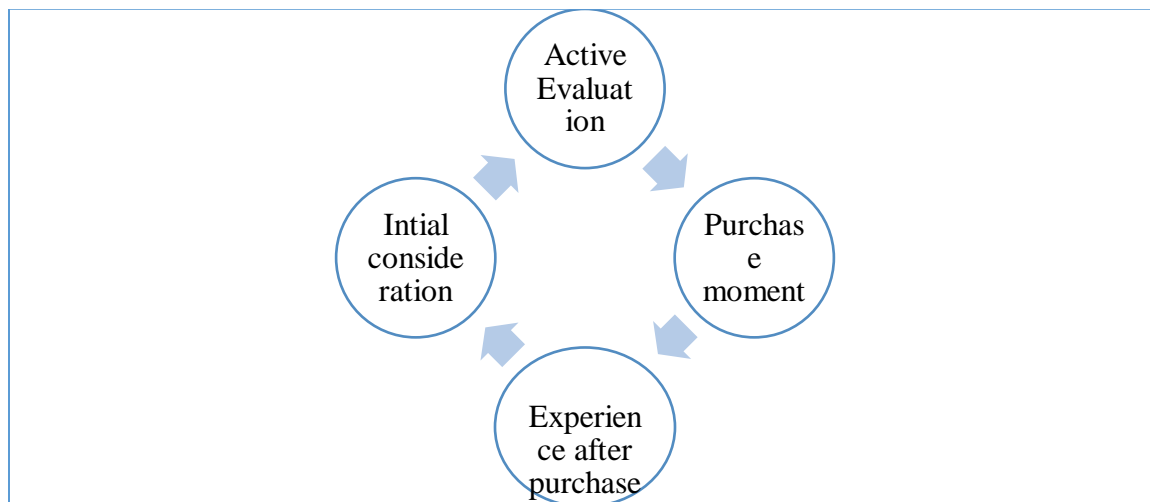 Active
Evaluat
ion
Intial
conside
ration
Purchas
e
moment
Experien
ce after
purchase